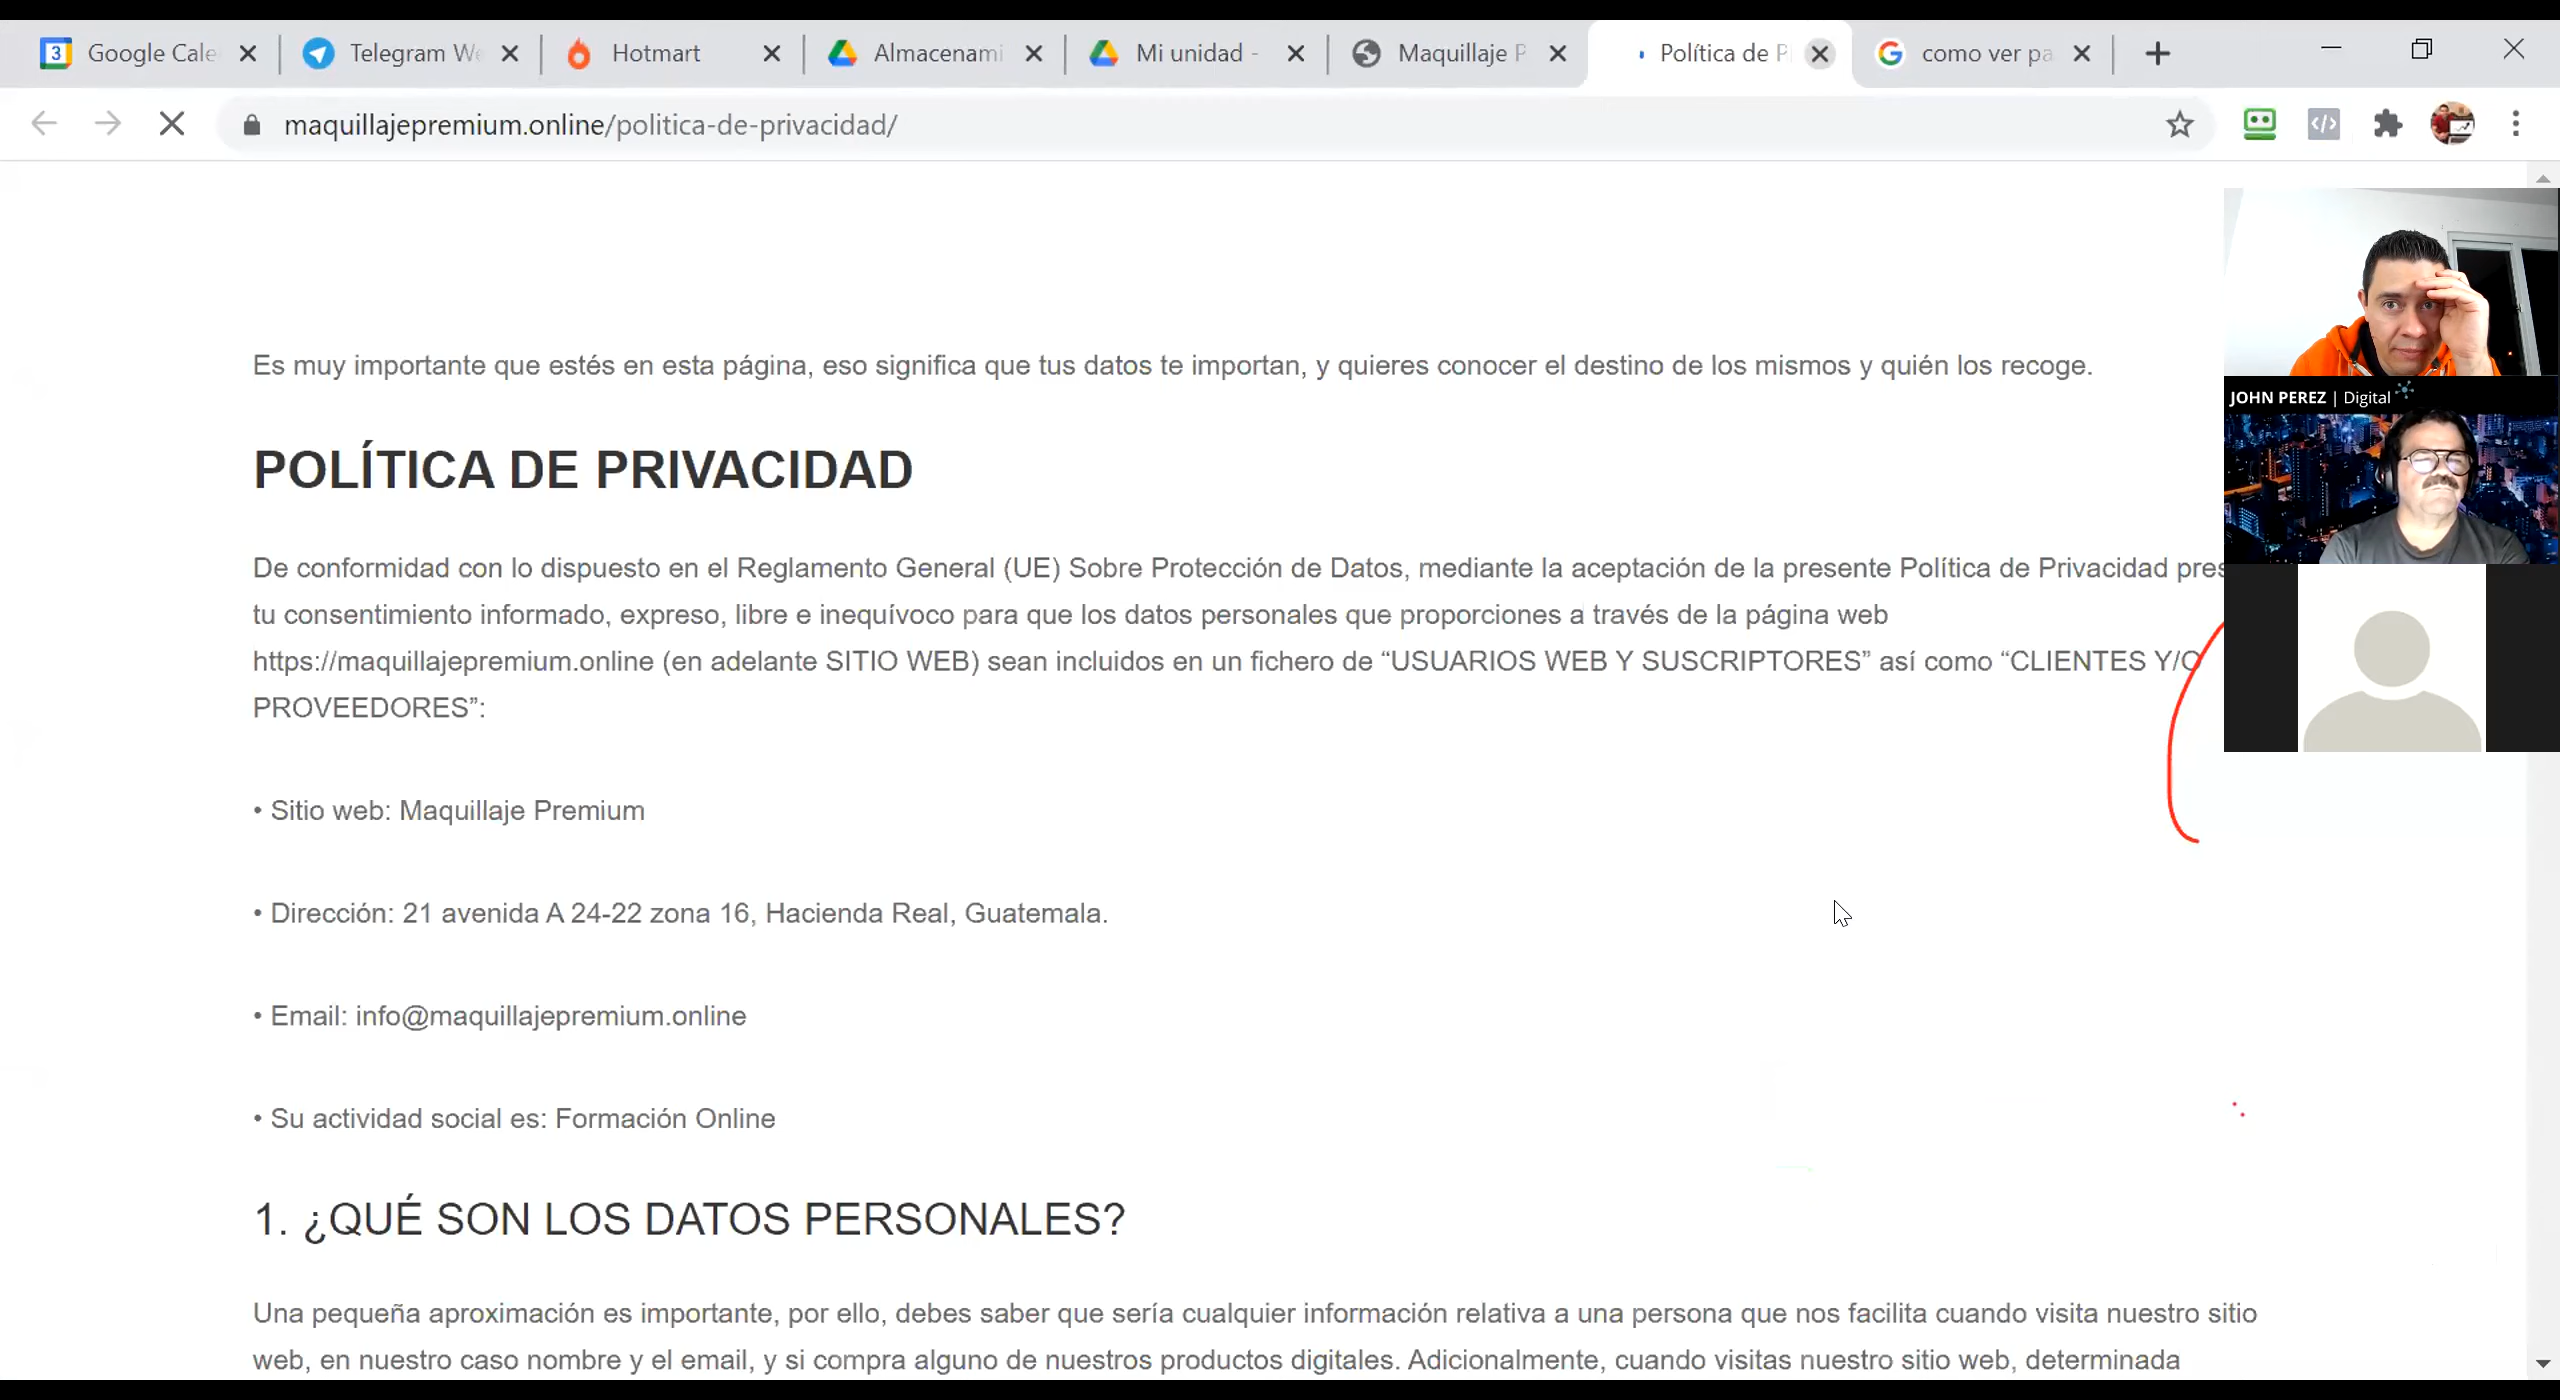 Google Cale
Telegram We
Hotmart
Almacenami
Mi unidad -
Maquillaje P
Política de P
como ver pa
maquillajepremium.online/politica-de-privacidad/
JOHN PEREZ | Digital
Es muy importante que estés en esta página, eso significa que tus datos te importan, y quieres conocer el destino de los mismos y quién los recoge.
POLÍTICA DE PRIVACIDAD
De conformidad con lo dispuesto en el Reglamento General (UE) Sobre Protección de Datos, mediante la aceptación de la presente Política de Privacidad pres
tu consentimiento informado, expreso, libre e inequívoco para que los datos personales que proporciones a través de la página web
https://maquillajepremium.online (en adelante SITIO WEB) sean incluidos en un fichero de “USUARIOS WEB Y SUSCRIPTORES” así como “CLIENTES Y/O
PROVEEDORES”:
• Sitio web: Maquillaje Premium
• Dirección: 21 avenida A 24-22 zona 16, Hacienda Real, Guatemala.
• Email: info@maquillajepremium.online
• Su actividad social es: Formación Online
1. ¿QUÉ SON LOS DATOS PERSONALES?
Una pequeña aproximación es importante, por ello, debes saber que sería cualquier información relativa a una persona que nos facilita cuando visita nuestro sitio
web, en nuestro caso nombre y el email, y si compra alguno de nuestros productos digitales. Adicionalmente, cuando visitas nuestro sitio web, determinada